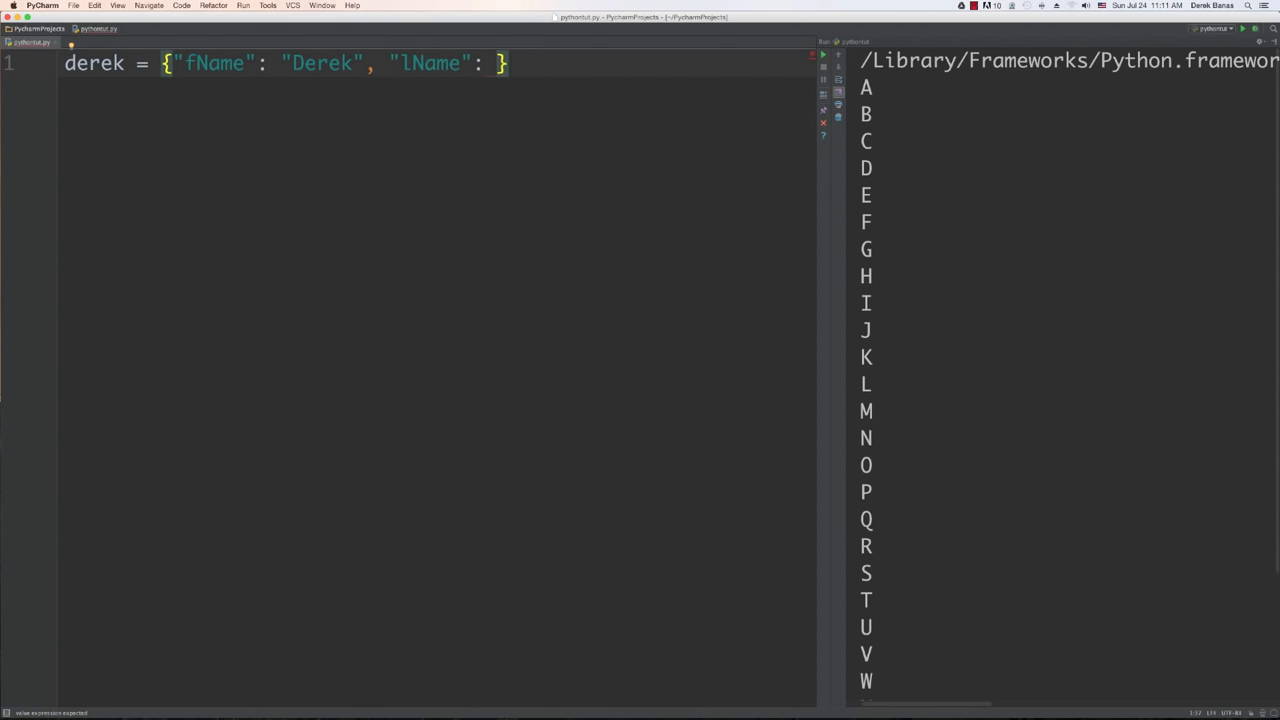 PyCharm File Edit View Navigate Code Refactor Run Tools VCS Window Help 10 Sun Jul 24 11:11 AM Derek Banas
pythontut.py - PycharmProjects - [~/PycharmProjects]
PycharmProjects pythontut.py pythontut
pythontut.py Run: pythontut
1 derek = {"fName": "Derek", "lName": }
/Library/Frameworks/Python.framewor
A
B
C
D
E
F
G
H
I
J
K
L
M
N
O
P
Q
R
S
T
U
V
W
value expression expected 1:37 LF UTF-8